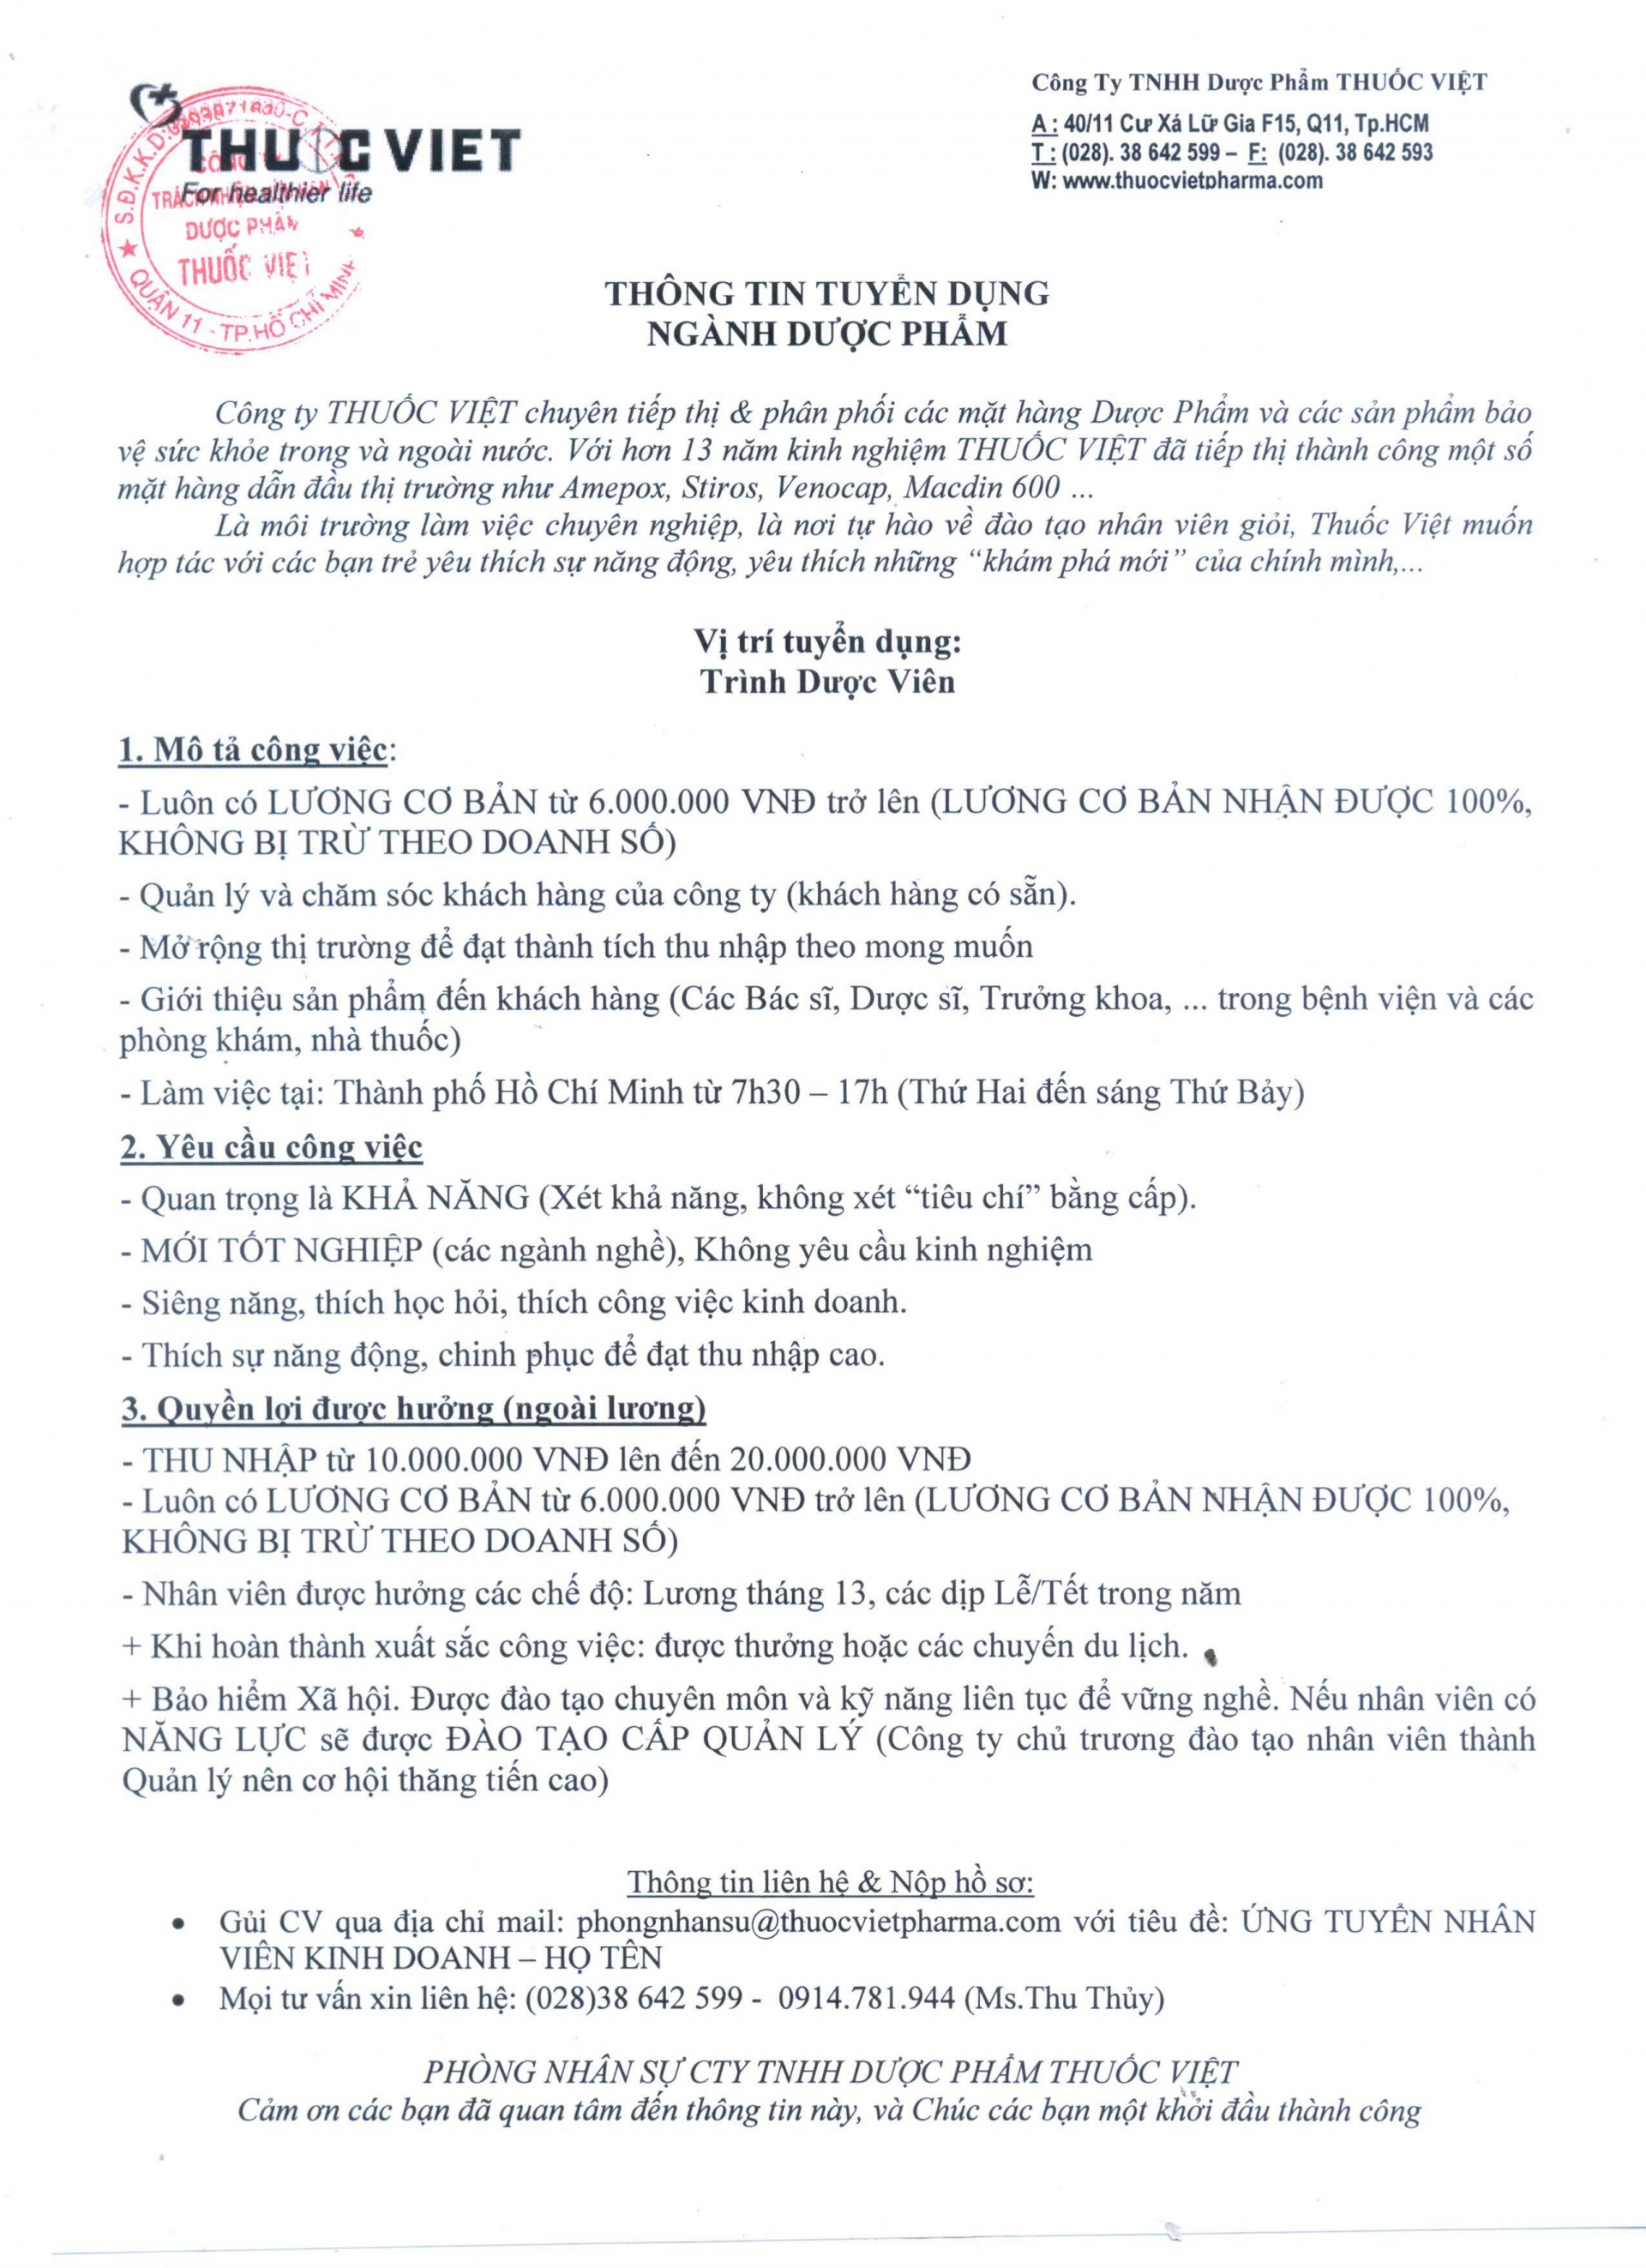 THUỐC VIET
For healthier life
S.Đ.K.K.D:
CÔNG TY
TRÁCH NHIỆM HỮU HẠN
DƯỢC PHẨM
THUỐC VIỆT
★ QUẬN 11 - TP.HỒ CHÍ MINH ★
Công Ty TNHH Dược Phẩm THUỐC VIỆT
A : 40/11 Cư Xá Lữ Gia F15, Q11, Tp.HCM
T : (028). 38 642 599 – F: (028). 38 642 593
W: www.thuocvietpharma.com
THÔNG TIN TUYỂN DỤNG
NGÀNH DƯỢC PHẨM
Công ty THUỐC VIỆT chuyên tiếp thị & phân phối các mặt hàng Dược Phẩm và các sản phẩm bảo
vệ sức khỏe trong và ngoài nước. Với hơn 13 năm kinh nghiệm THUỐC VIỆT đã tiếp thị thành công một số
mặt hàng dẫn đầu thị trường như Amepox, Stiros, Venocap, Macdin 600 ...
Là môi trường làm việc chuyên nghiệp, là nơi tự hào về đào tạo nhân viên giỏi, Thuốc Việt muốn
hợp tác với các bạn trẻ yêu thích sự năng động, yêu thích những “khám phá mới” của chính mình,...
Vị trí tuyển dụng:
Trình Dược Viên
1. Mô tả công việc:
- Luôn có LƯƠNG CƠ BẢN từ 6.000.000 VNĐ trở lên (LƯƠNG CƠ BẢN NHẬN ĐƯỢC 100%,
KHÔNG BỊ TRỪ THEO DOANH SỐ)
- Quản lý và chăm sóc khách hàng của công ty (khách hàng có sẵn).
- Mở rộng thị trường để đạt thành tích thu nhập theo mong muốn
- Giới thiệu sản phẩm đến khách hàng (Các Bác sĩ, Dược sĩ, Trưởng khoa, ... trong bệnh viện và các
phòng khám, nhà thuốc)
- Làm việc tại: Thành phố Hồ Chí Minh từ 7h30 – 17h (Thứ Hai đến sáng Thứ Bảy)
2. Yêu cầu công việc
- Quan trọng là KHẢ NĂNG (Xét khả năng, không xét “tiêu chí” bằng cấp).
- MỚI TỐT NGHIỆP (các ngành nghề), Không yêu cầu kinh nghiệm
- Siêng năng, thích học hỏi, thích công việc kinh doanh.
- Thích sự năng động, chinh phục để đạt thu nhập cao.
3. Quyền lợi được hưởng (ngoài lương)
- THU NHẬP từ 10.000.000 VNĐ lên đến 20.000.000 VNĐ
- Luôn có LƯƠNG CƠ BẢN từ 6.000.000 VNĐ trở lên (LƯƠNG CƠ BẢN NHẬN ĐƯỢC 100%,
KHÔNG BỊ TRỪ THEO DOANH SỐ)
- Nhân viên được hưởng các chế độ: Lương tháng 13, các dịp Lễ/Tết trong năm
+ Khi hoàn thành xuất sắc công việc: được thưởng hoặc các chuyến du lịch.
+ Bảo hiểm Xã hội. Được đào tạo chuyên môn và kỹ năng liên tục để vững nghề. Nếu nhân viên có
NĂNG LỰC sẽ được ĐÀO TẠO CẤP QUẢN LÝ (Công ty chủ trương đào tạo nhân viên thành
Quản lý nên cơ hội thăng tiến cao)
Thông tin liên hệ & Nộp hồ sơ:
• Gủi CV qua địa chỉ mail: phongnhansu@thuocvietpharma.com với tiêu đề: ỨNG TUYỂN NHÂN
VIÊN KINH DOANH – HỌ TÊN
• Mọi tư vấn xin liên hệ: (028)38 642 599 - 0914.781.944 (Ms.Thu Thủy)
PHÒNG NHÂN SỰ CTY TNHH DƯỢC PHẨM THUỐC VIỆT
Cảm ơn các bạn đã quan tâm đến thông tin này, và Chúc các bạn một khởi đầu thành công